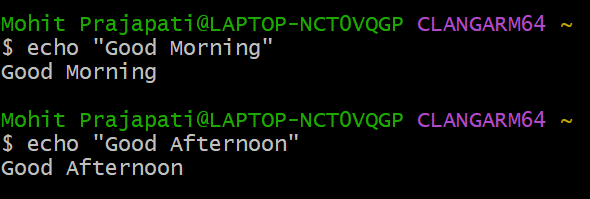 Mohit Prajapati@LAPTOP-NCT0VQGP CLANGARM64 ~
$ echo "Good Morning"
Good Morning
Mohit Prajapati@LAPTOP-NCT0VQGP CLANGARM64 ~
$ echo "Good Afternoon"
Good Afternoon